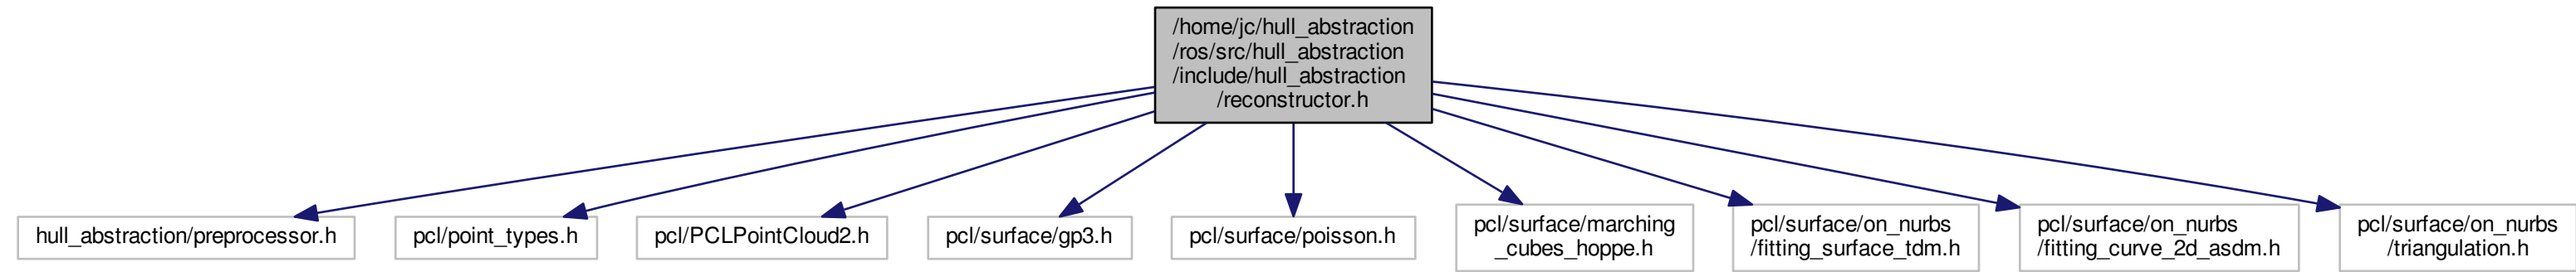 /home/jc/hull_abstraction
/ros/src/hull_abstraction
/include/hull_abstraction
/reconstructor.h
hull_abstraction/preprocessor.h
pcl/point_types.h
pcl/PCLPointCloud2.h
pcl/surface/gp3.h
pcl/surface/poisson.h
pcl/surface/marching
_cubes_hoppe.h
pcl/surface/on_nurbs
/fitting_surface_tdm.h
pcl/surface/on_nurbs
/fitting_curve_2d_asdm.h
pcl/surface/on_nurbs
/triangulation.h